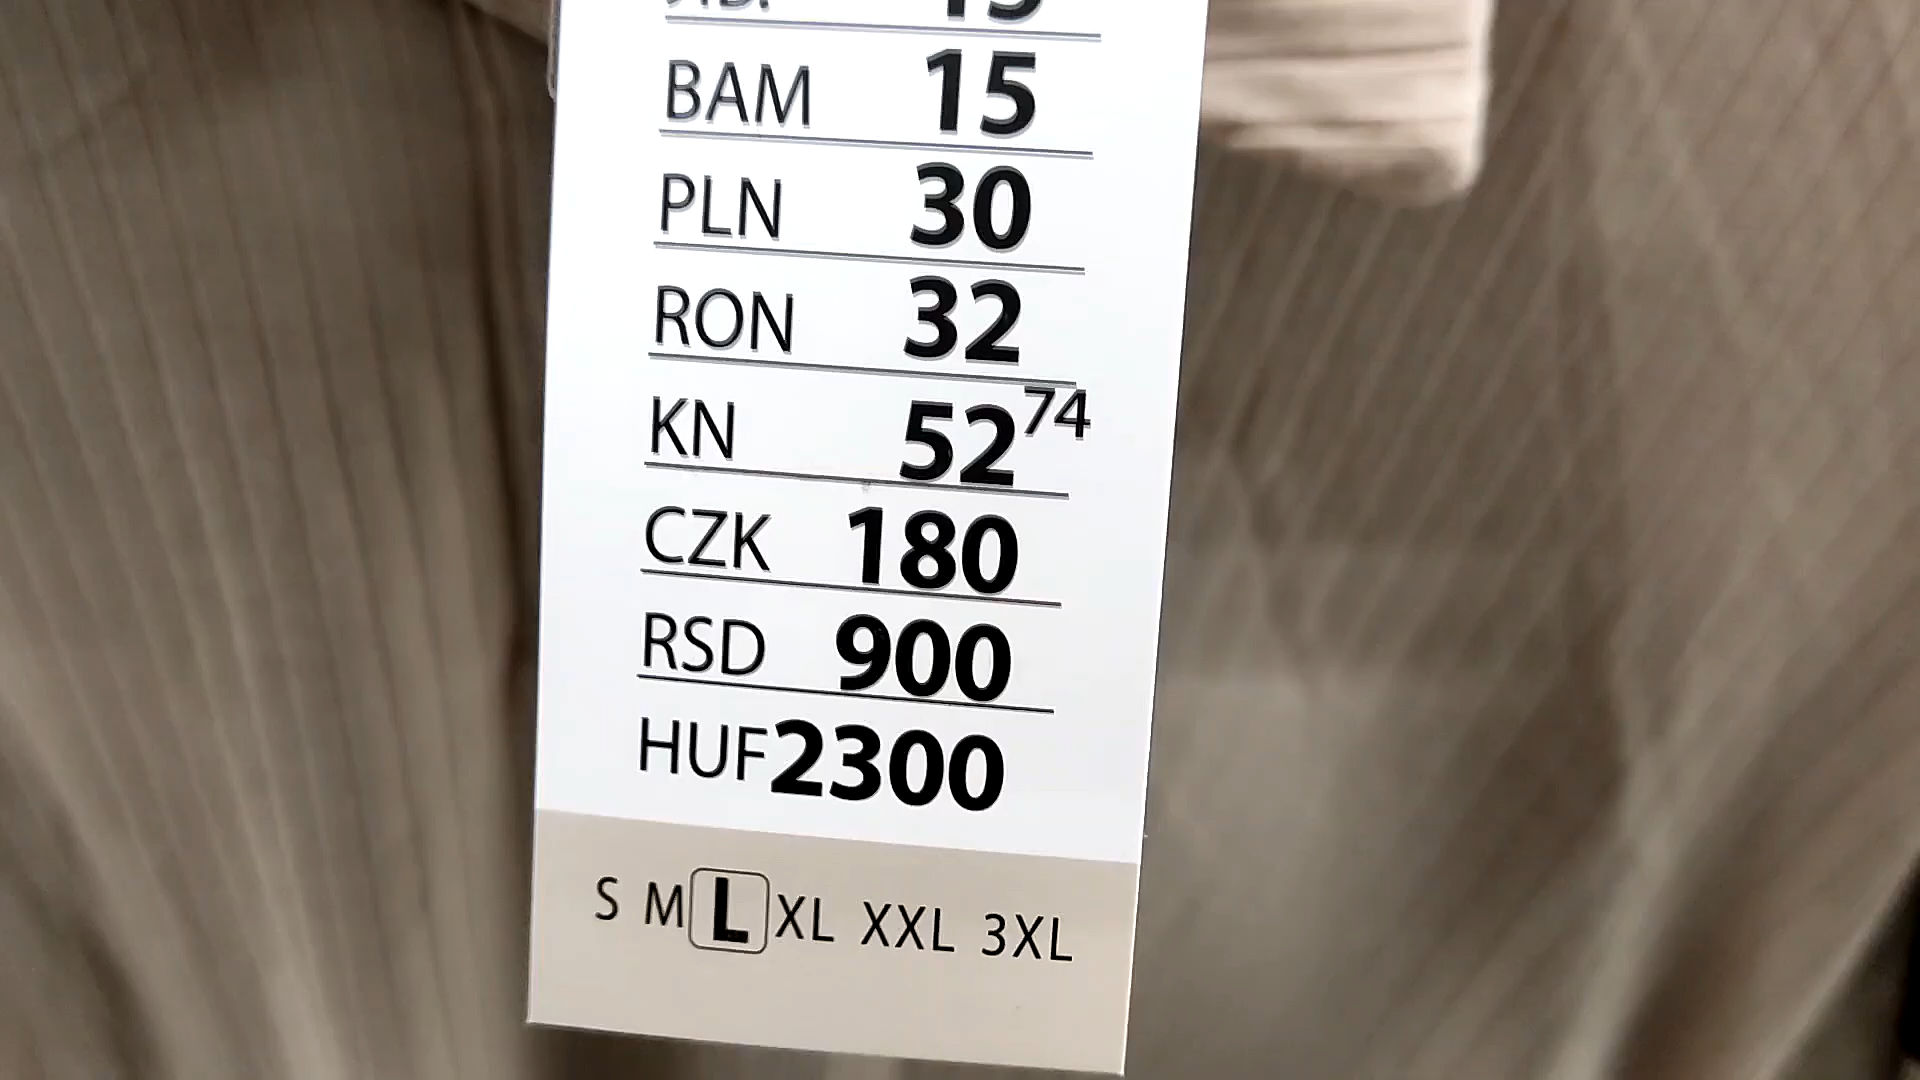 BAM 15
PLN 30
RON 32
KN 52 74
CZK 180
RSD 900
HUF 2300
S M L XL XXL 3XL